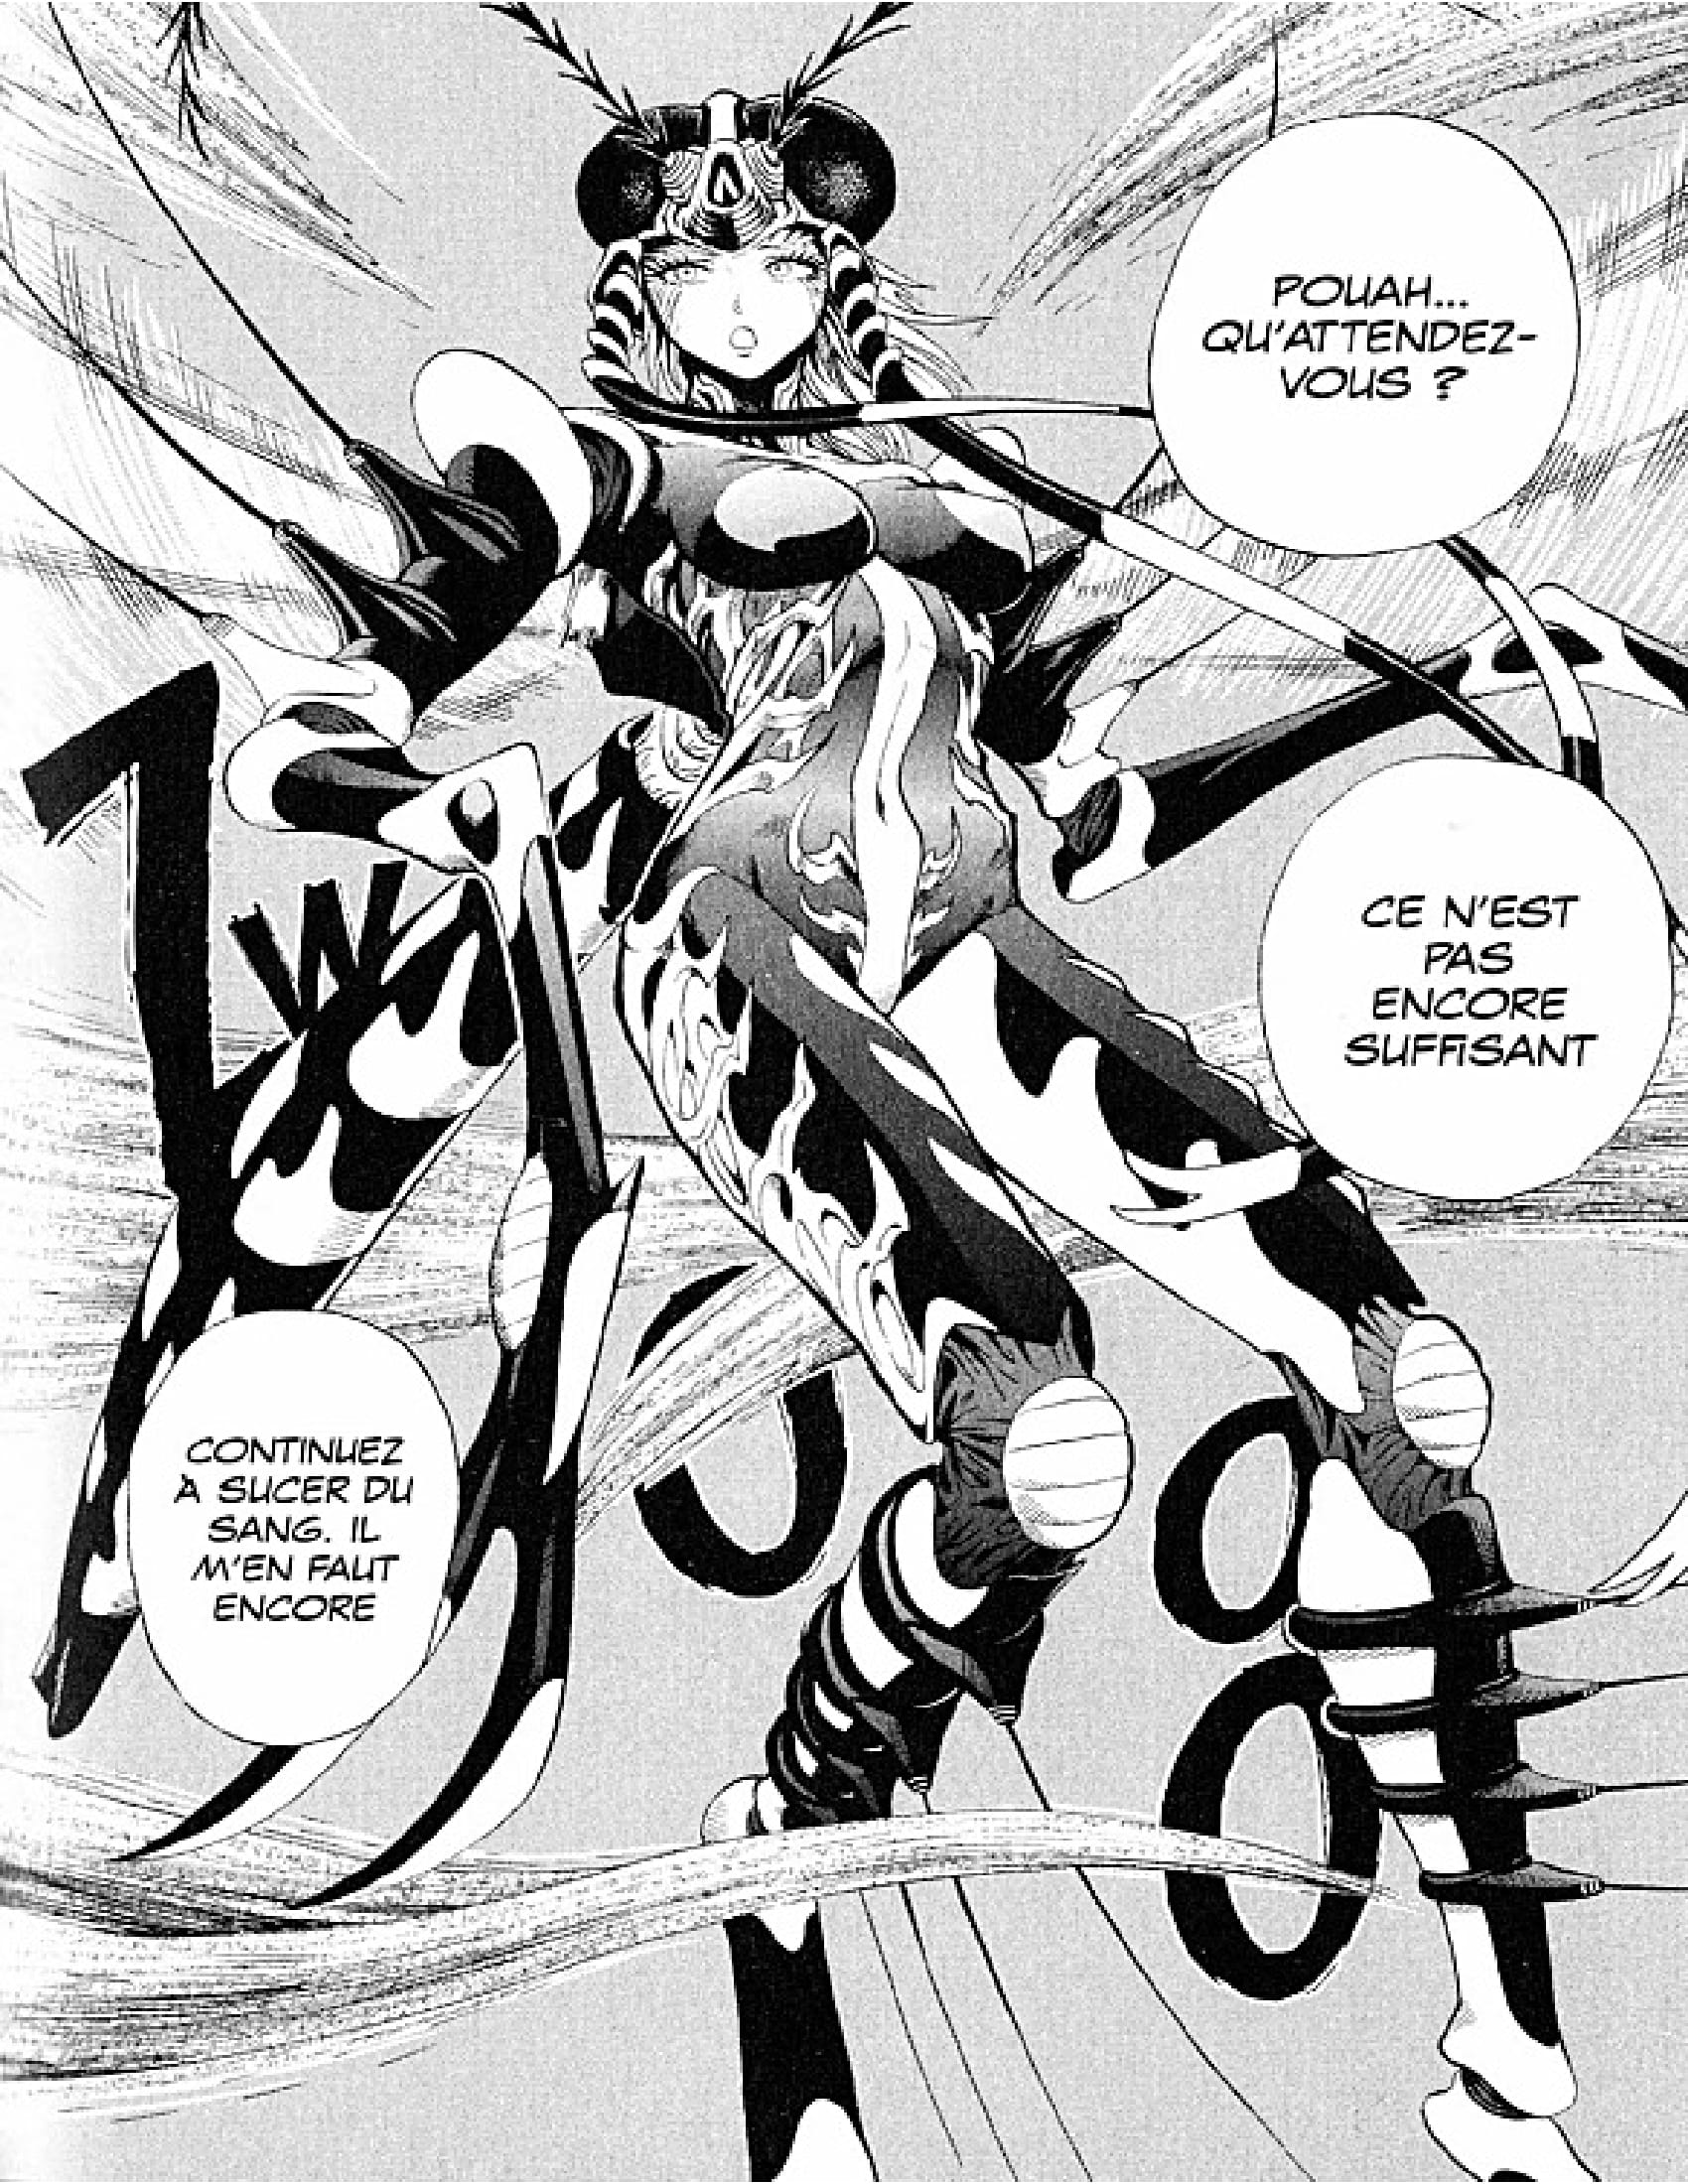 POUAH...
QU'ATTENDEZ-
VOUS ?
CE N'EST
PAS
ENCORE
SUFFISANT
CONTINUEZ
À SUCER DU
SANG. IL
M'EN FAUT
ENCORE